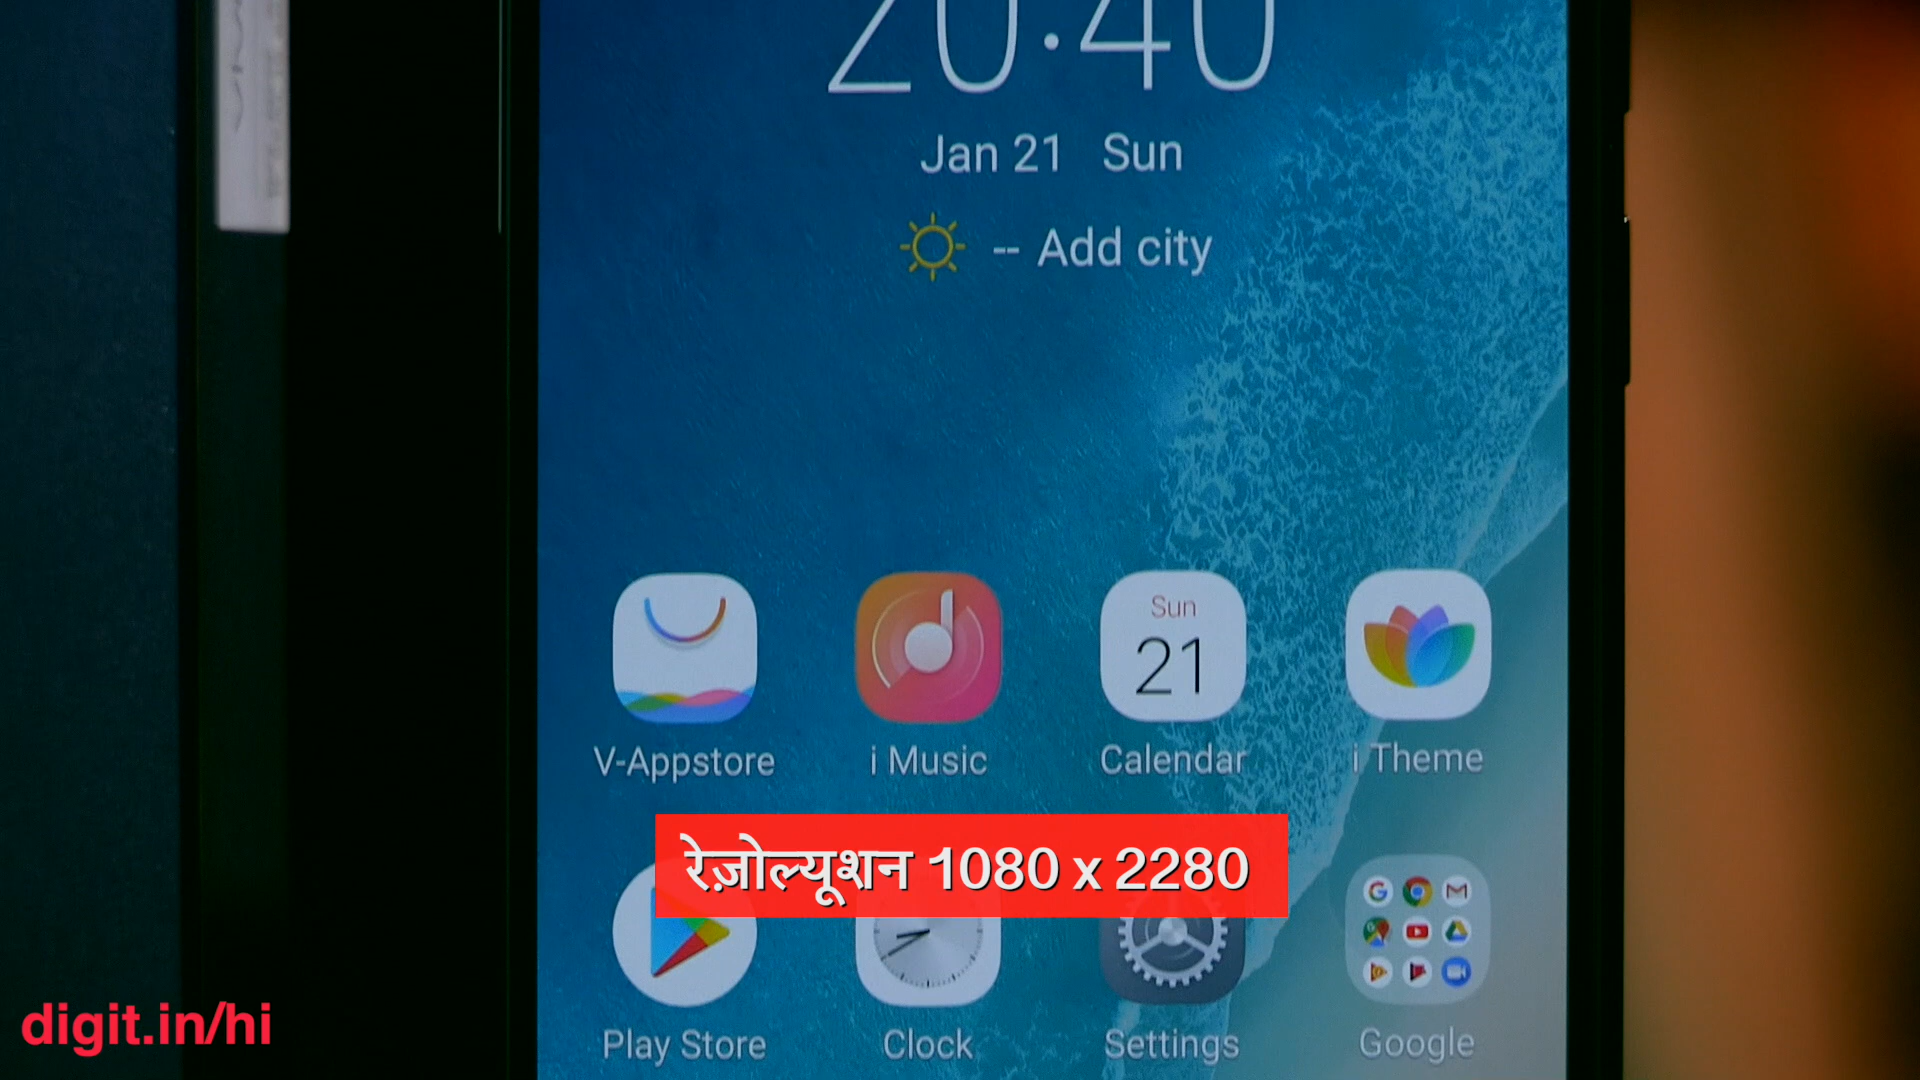 20:40
Jan 21 Sun
-- Add city
Sun
21
V-Appstore
i Music
Calendar
i Theme
रेज़ोल्यूशन 1080 x 2280
Play Store
Clock
Settings
Google
digit.in/hi